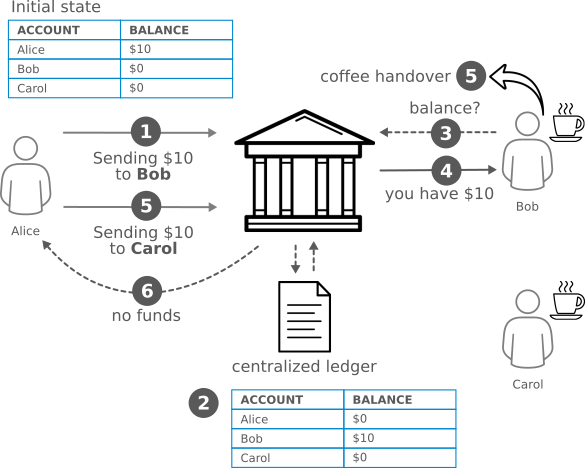 Initial state
ACCOUNT BALANCE
Alice $10
Bob $0
Carol $0
coffee handover 5
balance?
1
3
Sending $10
to Bob
4
you have $10
Bob
5
Alice
Sending $10
to Carol
6
no funds
centralized ledger
Carol
2
ACCOUNT BALANCE
Alice $0
Bob $10
Carol $0